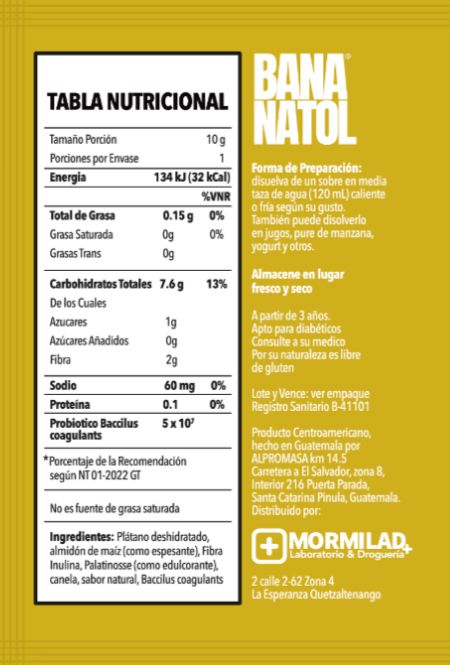 TABLA NUTRICIONAL
Tamaño Porción 10 g
Porciones por Envase 1
Energia 134 kJ (32 kCal)
%VNR
Total de Grasa 0.15 g 0%
Grasa Saturada 0g 0%
Grasas Trans 0g
Carbohidratos Totales 7.6 g 13%
De los Cuales
Azucares 1g
Azúcares Añadidos 0g
Fibra 2g
Sodio 60 mg 0%
Proteína 0.1 0%
Probiotico Baccilus 5 x 10⁷
coagulants
*Porcentaje de la Recomendación
según NT 01-2022 GT
No es fuente de grasa saturada
Ingredientes: Plátano deshidratado,
almidón de maíz (como espesante), Fibra
Inulina, Palatinosse (como edulcorante),
canela, sabor natural, Baccilus coagulants
BANA®
NATOL
Forma de Preparación:
disuelva de un sobre en media
taza de agua (120 mL) caliente
o fría según su gusto.
También puede disolverlo
en jugos, pure de manzana,
yogurt y otros.
Almacene en lugar
fresco y seco
A partir de 3 años.
Apto para diabéticos
Consulte a su medico
Por su naturaleza es libre
de gluten
Lote y Vence: ver empaque
Registro Sanitario B-41101
Producto Centroamericano,
hecho en Guatemala por
ALPROMASA km 14.5
Carretera a El Salvador, zona 8,
Interior 216 Puerta Parada,
Santa Catarina Pinula, Guatemala.
Distribuido por:
MORMILAD
Laboratorio & Droguería
2 calle 2-62 Zona 4
La Esperanza Quetzaltenango